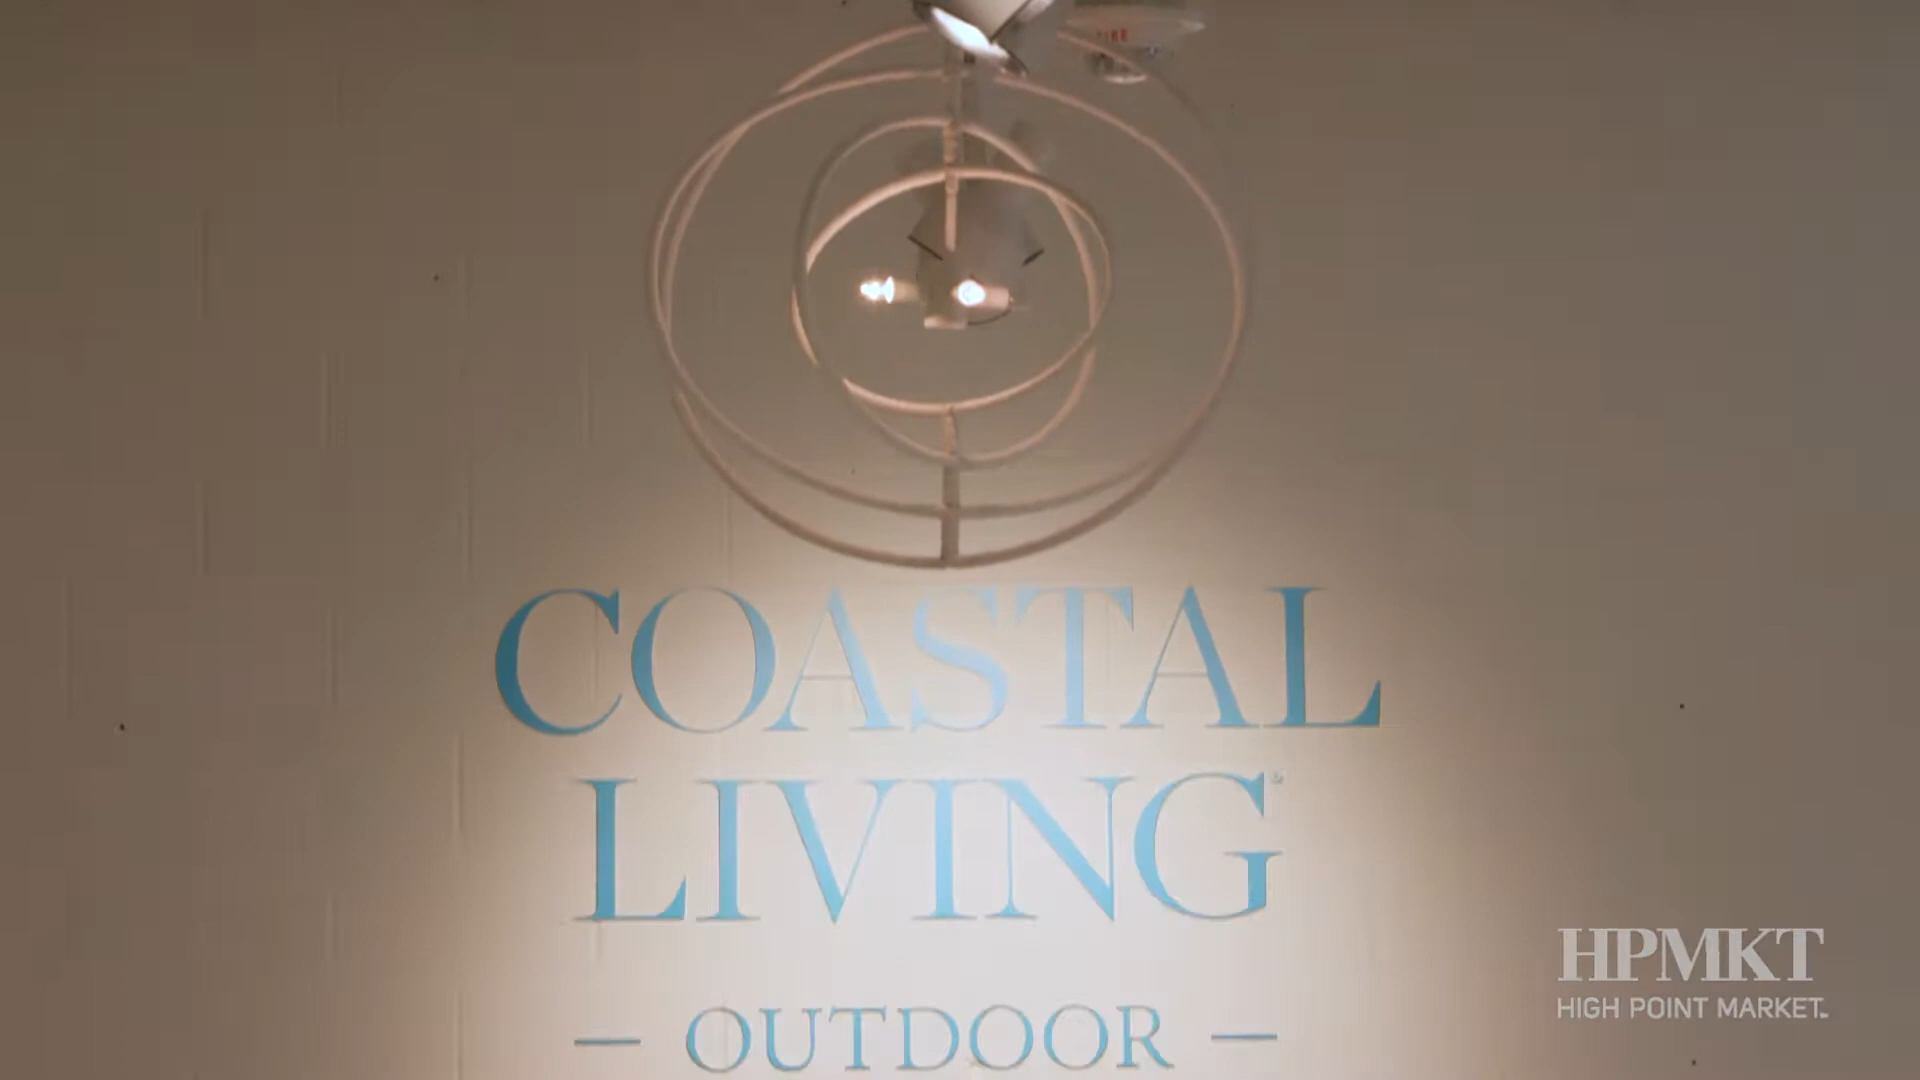 COASTAL
LIVING
— OUTDOOR —
HPMKT
HIGH POINT MARKET